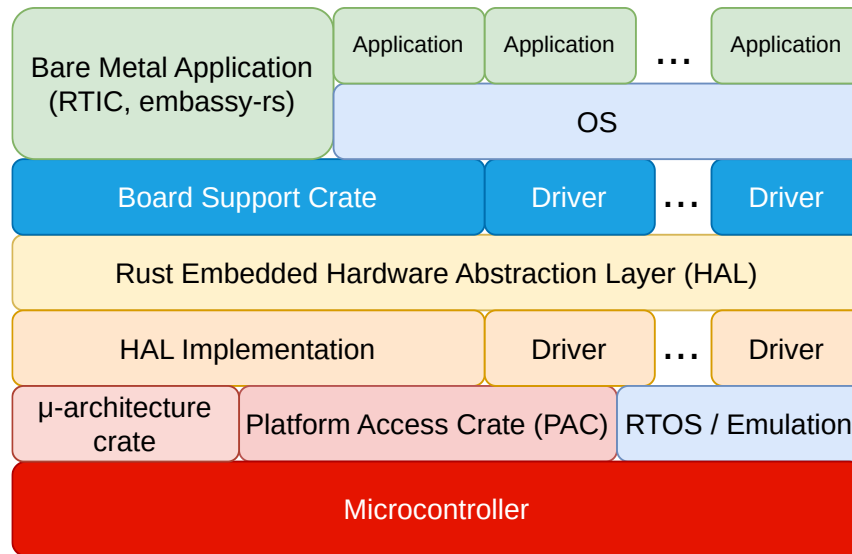 Bare Metal Application
(RTIC, embassy-rs)
Application
Application
...
Application
OS
Board Support Crate
Driver
...
Driver
Rust Embedded Hardware Abstraction Layer (HAL)
HAL Implementation
Driver
...
Driver
μ-architecture
crate
Platform Access Crate (PAC)
RTOS / Emulation
Microcontroller